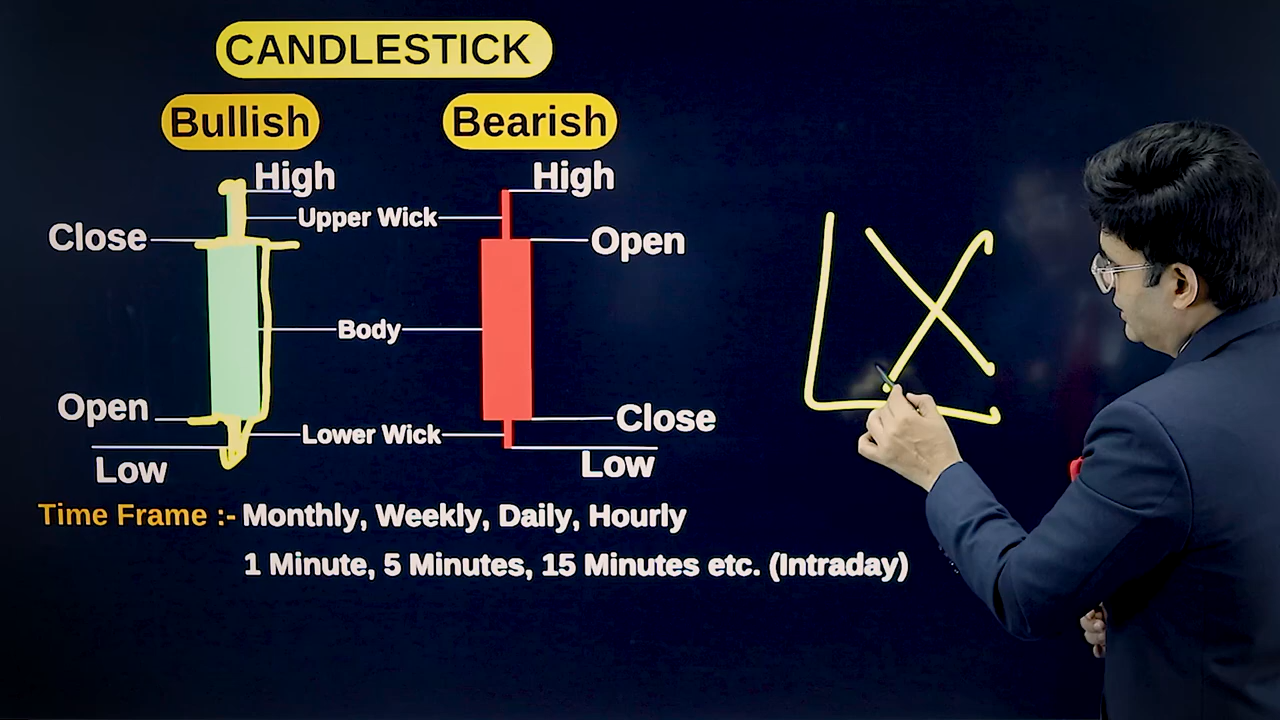 CANDLESTICK
Bullish Bearish
High High
Upper Wick
Close Open
Body
Open Close
Lower Wick
Low Low
Time Frame :- Monthly, Weekly, Daily, Hourly
1 Minute, 5 Minutes, 15 Minutes etc. (Intraday)